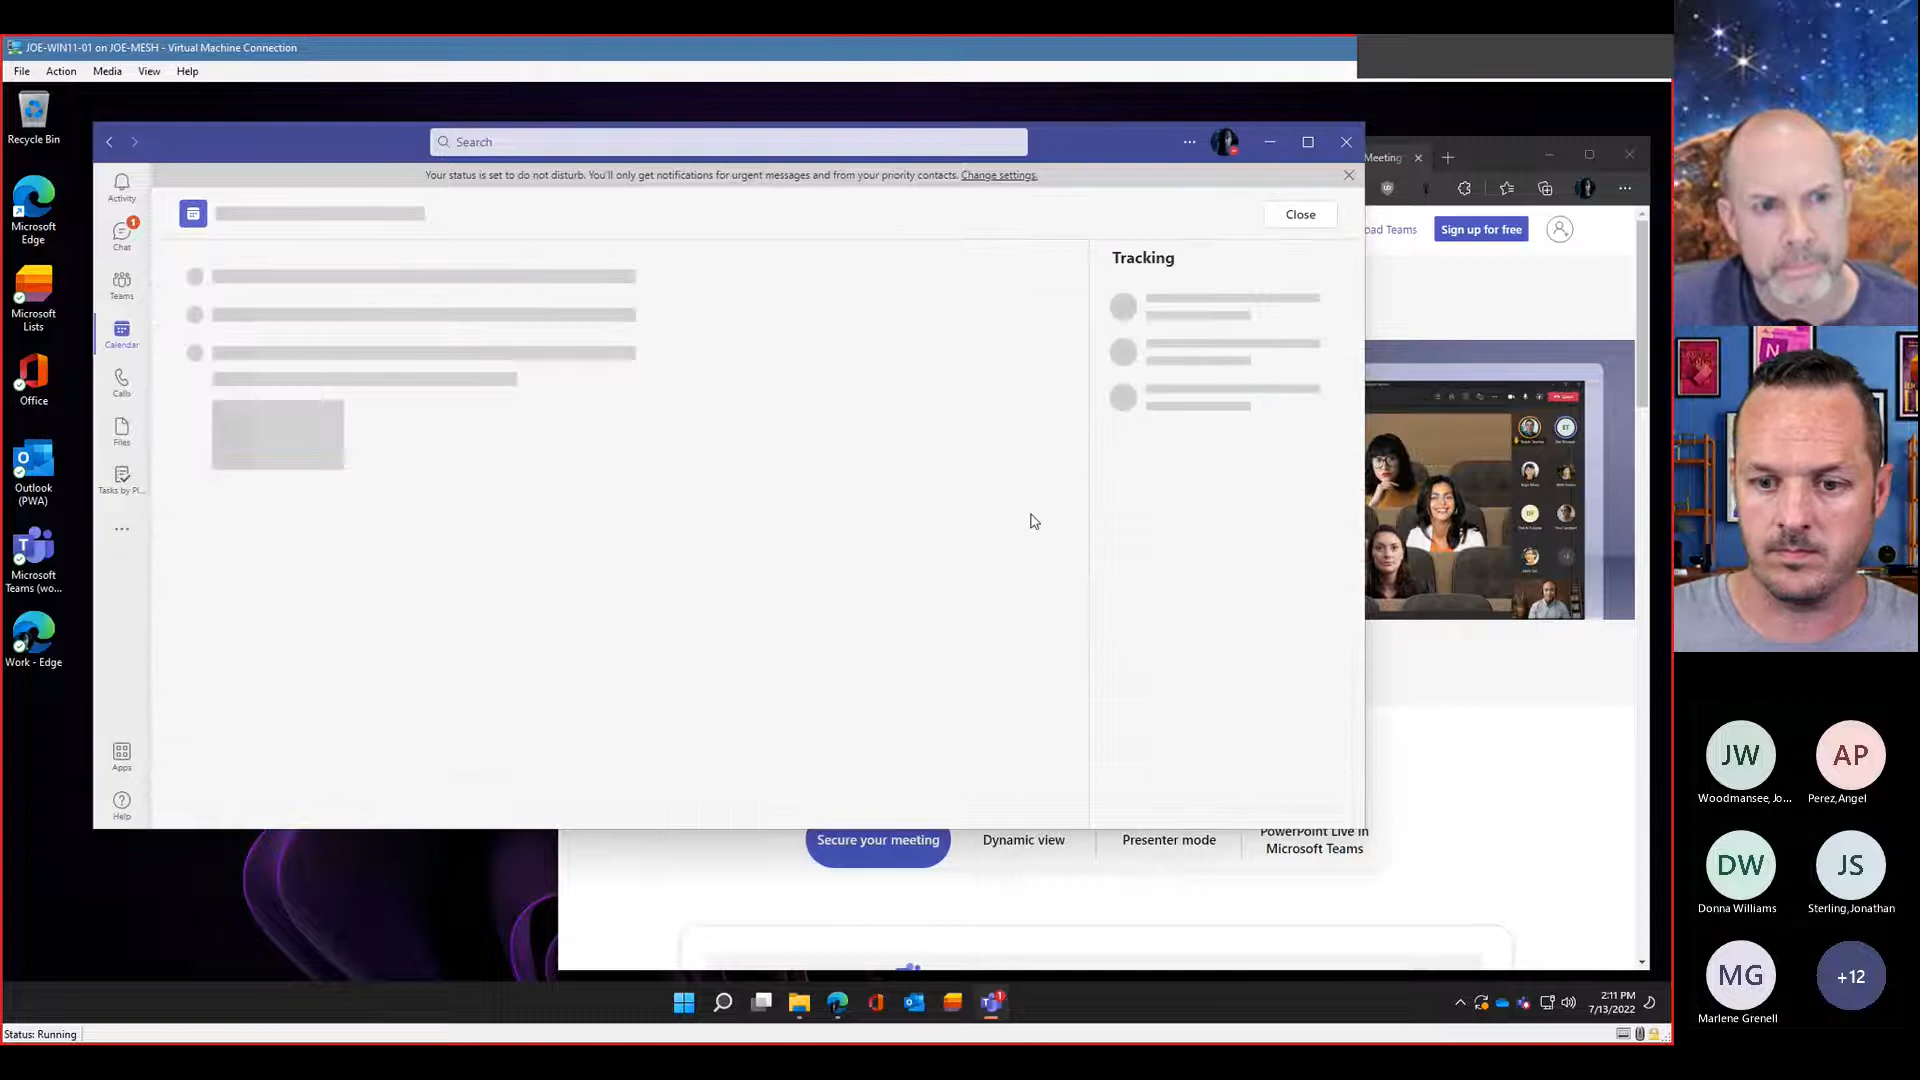 JOE-WIN11-01 on JOE-MESH - Virtual Machine Connection
File Action Media View Help
Recycle Bin
Microsoft
Edge
Microsoft
Lists
Office
Outlook
(PWA)
Microsoft
Teams (wo...
Work - Edge
Search
Your status is set to do not disturb. You'll only get notifications for urgent messages and from your priority contacts. Change settings.
Activity
1
Chat
Teams
Calendar
Calls
Files
Tasks by Pl...
Apps
Help
Close
Tracking
Meeting
oad Teams
Sign up for free
Secure your meeting
Dynamic view
Presenter mode
PowerPoint Live in
Microsoft Teams
2:11 PM
7/13/2022
Status: Running
N
JW
Woodmansee, Jo...
AP
Perez,Angel
DW
Donna Williams
JS
Sterling,Jonathan
MG
Marlene Grenell
+12